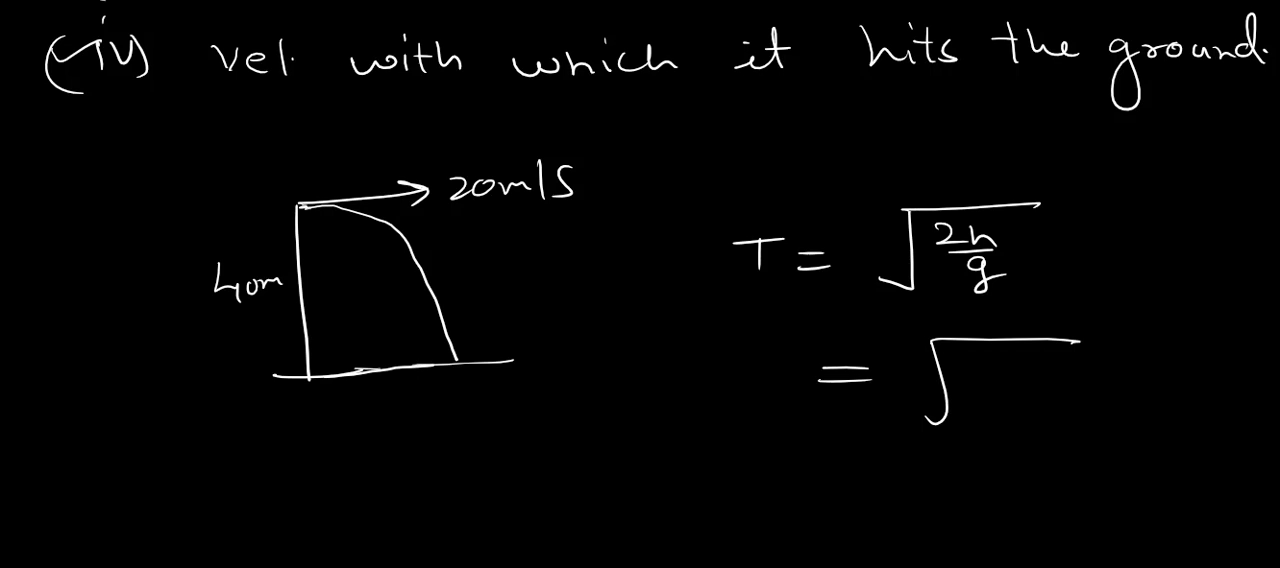 (iv) vel. with which it hits the ground.
20m/s
40m
T = √(2h/g)
= √